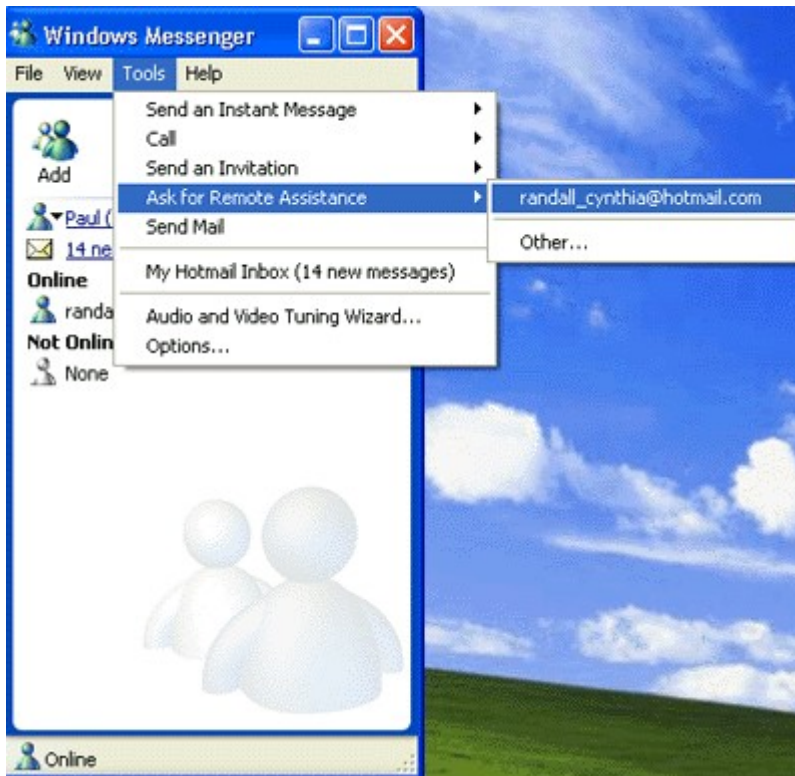 Windows Messenger
File View Tools Help
Add
Send an Instant Message
Call
Send an Invitation
Ask for Remote Assistance
randall_cynthia@hotmail.com
Send Mail
Other...
My Hotmail Inbox (14 new messages)
Audio and Video Tuning Wizard...
Options...
Paul (
14 ne
Online
randa
Not Onlin
None
Online